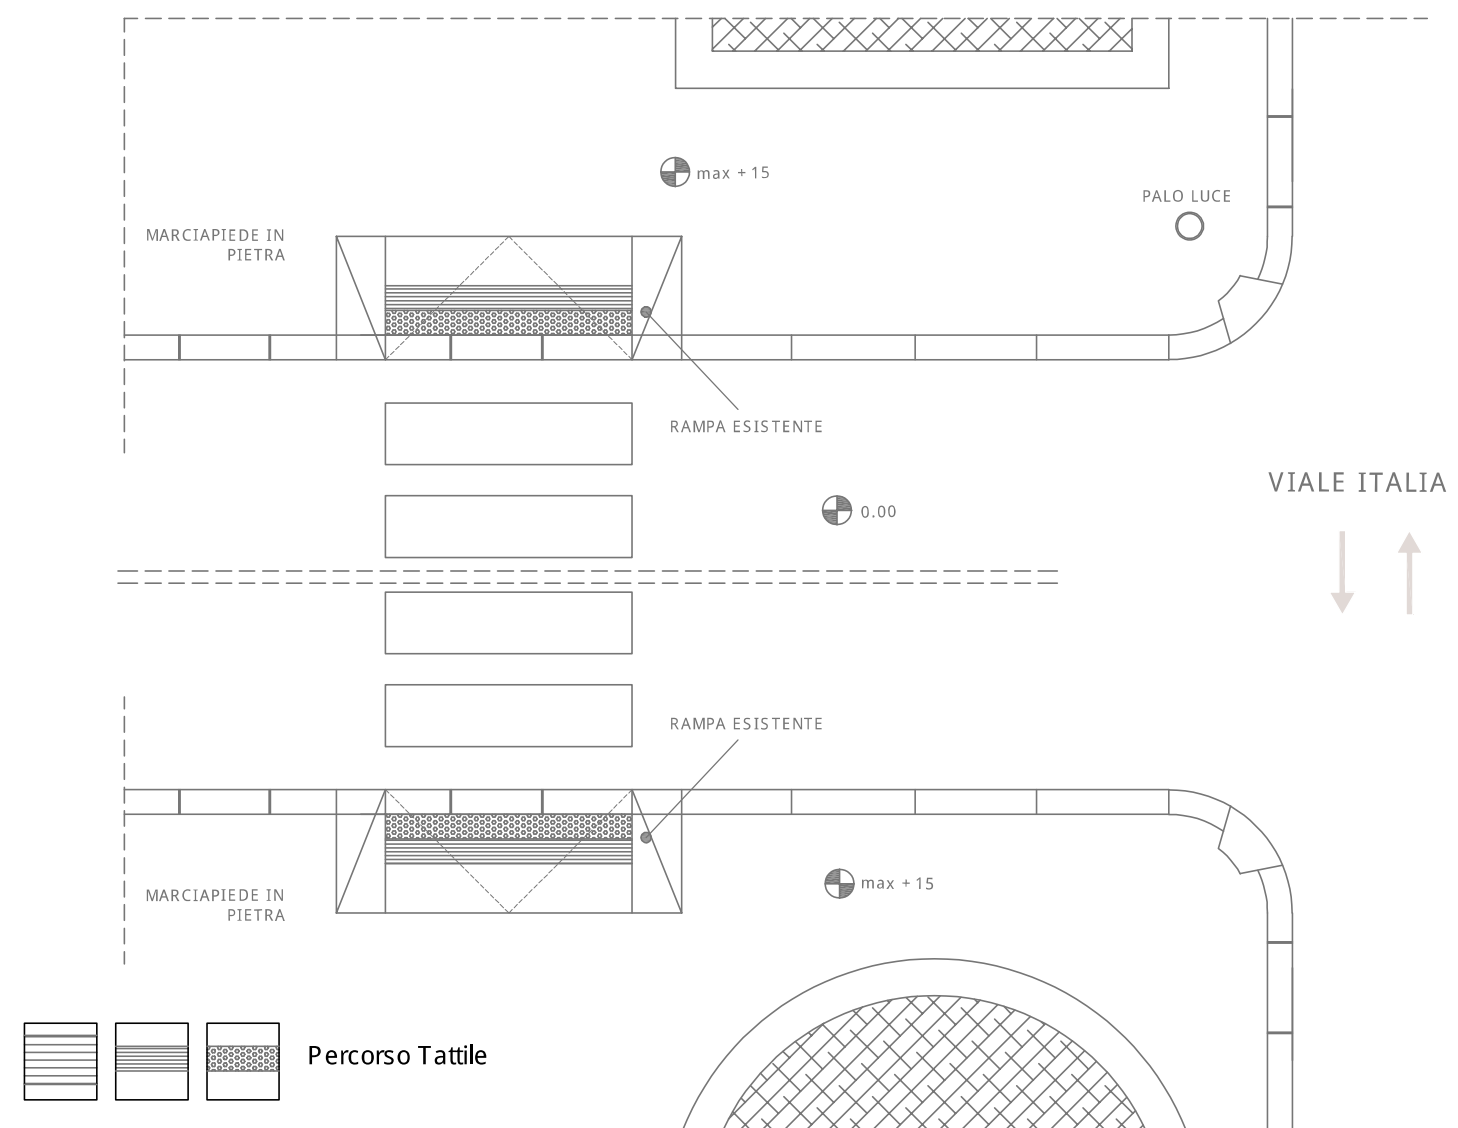 max +15
PALO LUCE
MARCIAPIEDE IN
PIETRA
RAMPA ESISTENTE
VIALE ITALIA
0.00
RAMPA ESISTENTE
max +15
MARCIAPIEDE IN
PIETRA
Percorso Tattile